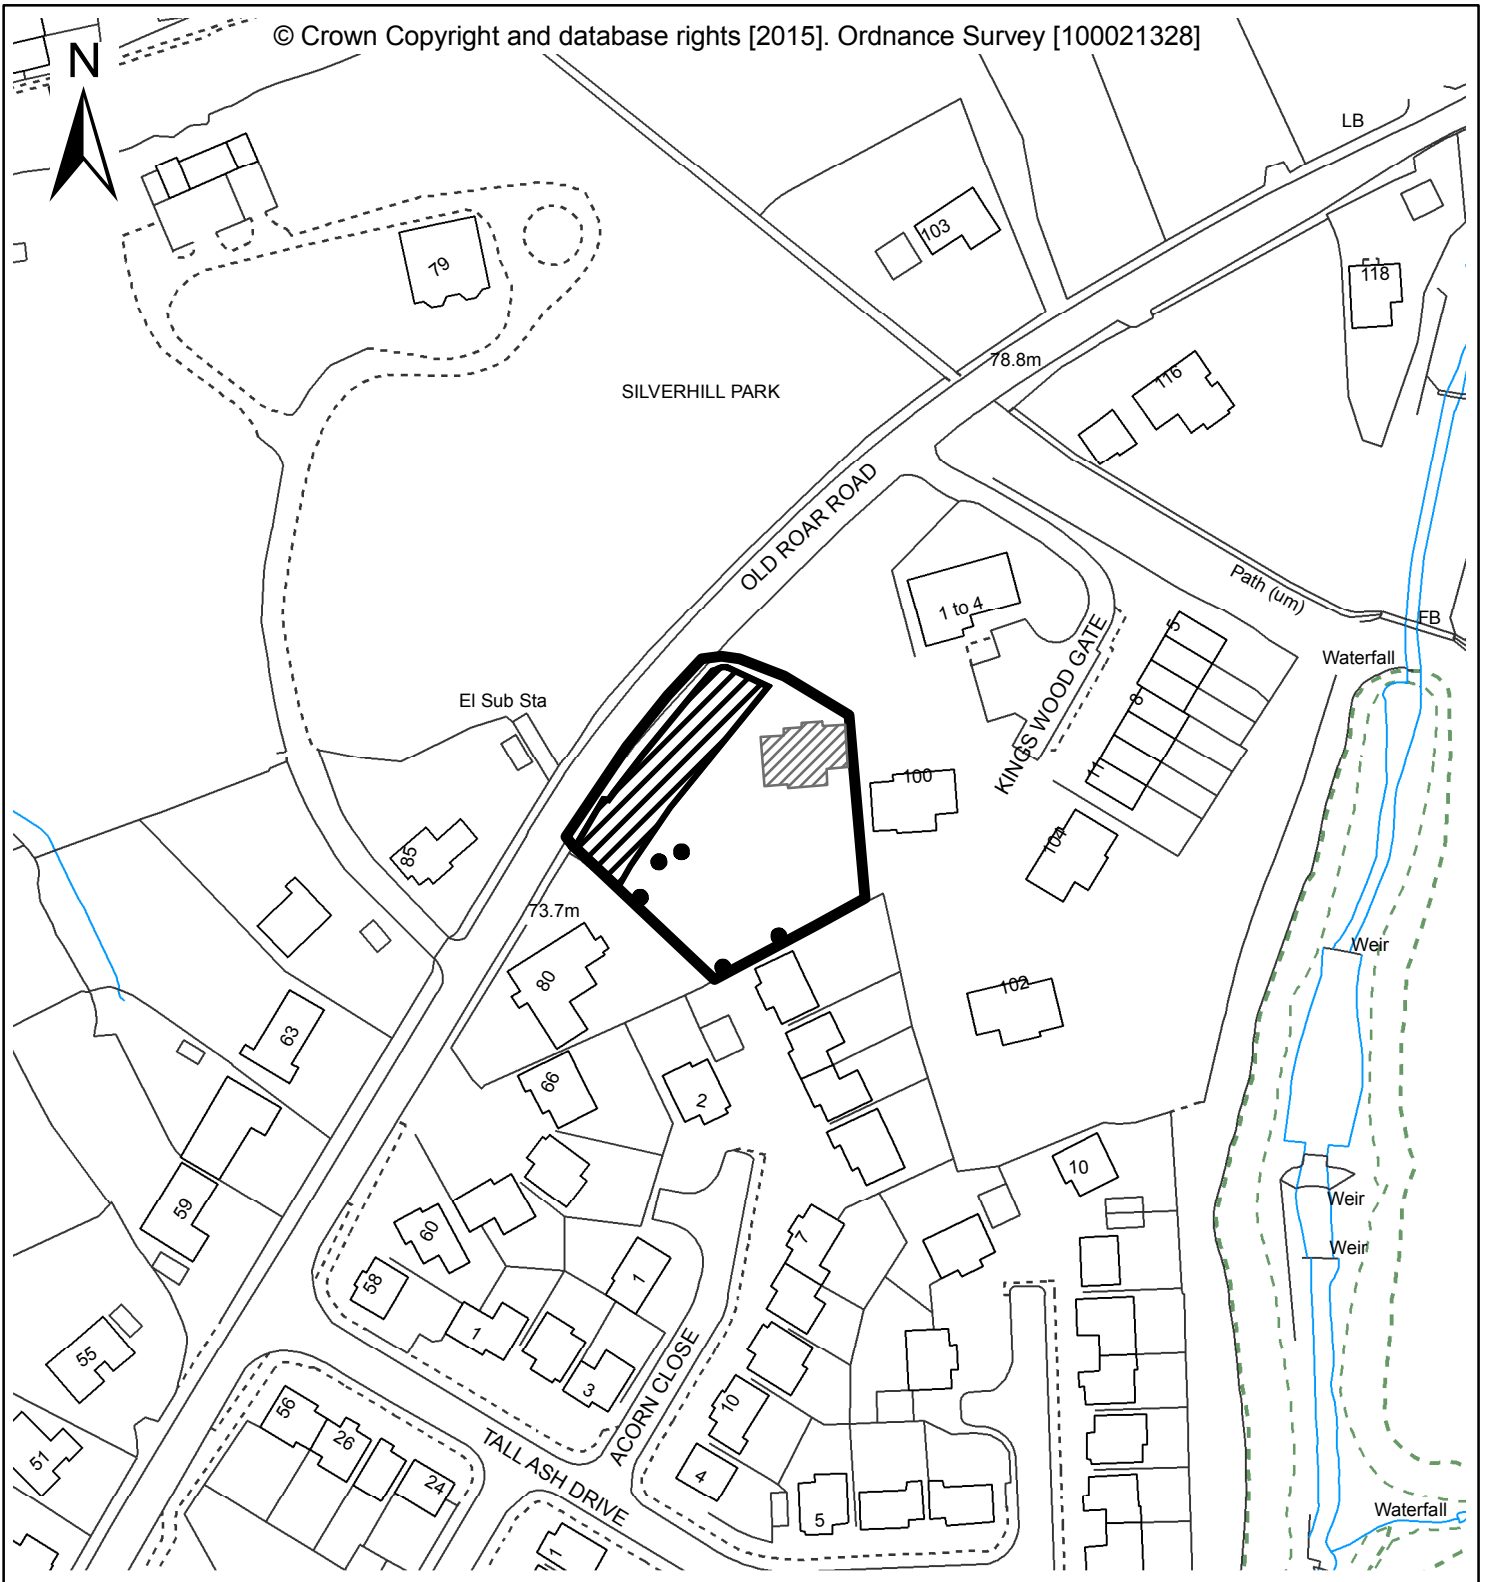 © Crown Copyright and database rights [2015]. Ordnance Survey [100021328]
N
LB
103
79
118
78.8m
116
SILVERHILL PARK
OLD ROAR ROAD
Path (um)
1 to 4
5
FB
KINGS WOOD GATE
Waterfall
El Sub Sta
8
11
100
85
104
73.7m
Weir
80
102
63
66
2
10
59
60
7
Weir
Weir
58
1
1
55
3
ACORN CLOSE
56
26
10
51
24
TALL ASH DRIVE
4
5
Waterfall
1